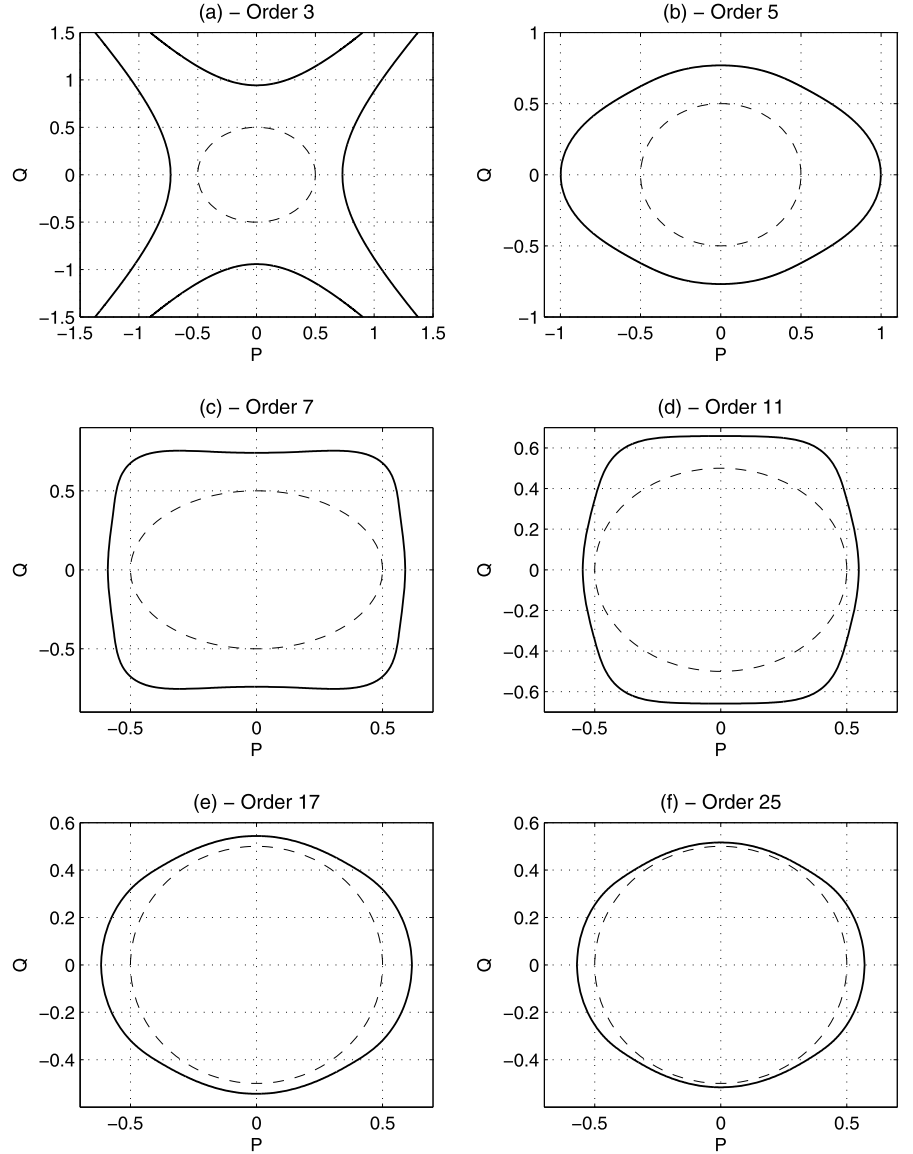 (a) − Order 3
1.5
1
0.5
0
−0.5
−1
−1.5
Q
−1.5 −1 −0.5 0 0.5 1 1.5
P
(b) − Order 5
1
0.5
0
−0.5
−1
Q
−1 −0.5 0 0.5 1
P
(c) − Order 7
0.5
0
−0.5
Q
−0.5 0 0.5
P
(d) − Order 11
0.6
0.4
0.2
0
−0.2
−0.4
−0.6
Q
−0.5 0 0.5
P
(e) − Order 17
0.6
0.4
0.2
0
−0.2
−0.4
Q
−0.5 0 0.5
P
(f) − Order 25
0.6
0.4
0.2
0
−0.2
−0.4
Q
−0.5 0 0.5
P